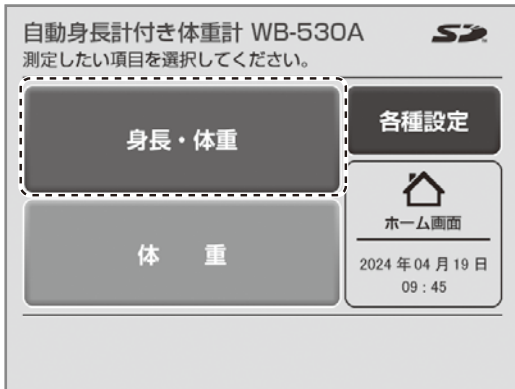 自動身長計付き体重計 WB-530A
SD
測定したい項目を選択してください。
身長・体重
各種設定
体　　重
ホーム画面
2024 年 04 月 19 日
09 : 45